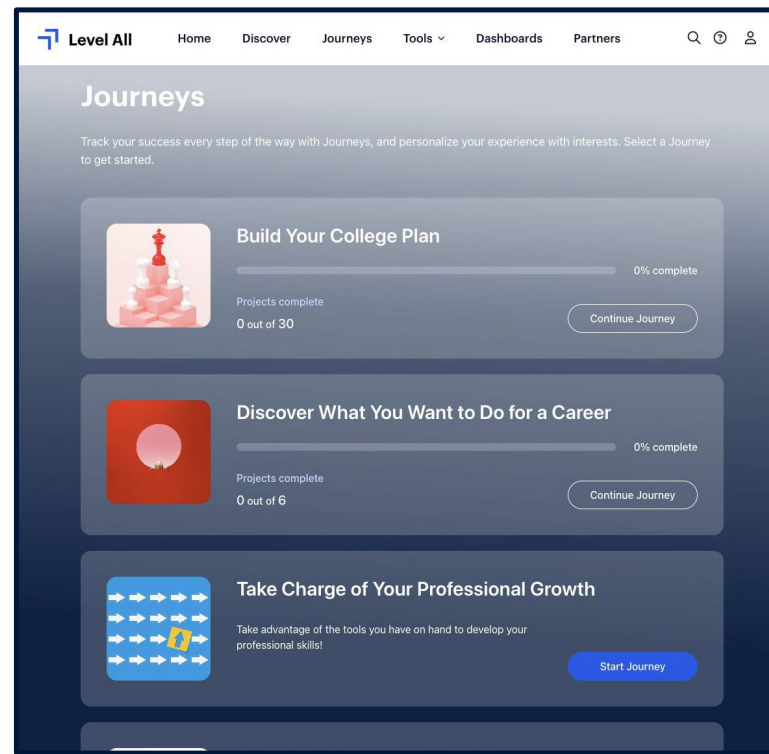 Level All
Home
Discover
Journeys
Tools
Dashboards
Partners
Journeys
Track your success every step of the way with Journeys, and personalize your experience with interests. Select a Journey
to get started.
Build Your College Plan
0% complete
Projects complete
0 out of 30
Continue Journey
Discover What You Want to Do for a Career
0% complete
Projects complete
0 out of 6
Continue Journey
Take Charge of Your Professional Growth
Take advantage of the tools you have on hand to develop your
professional skills!
Start Journey